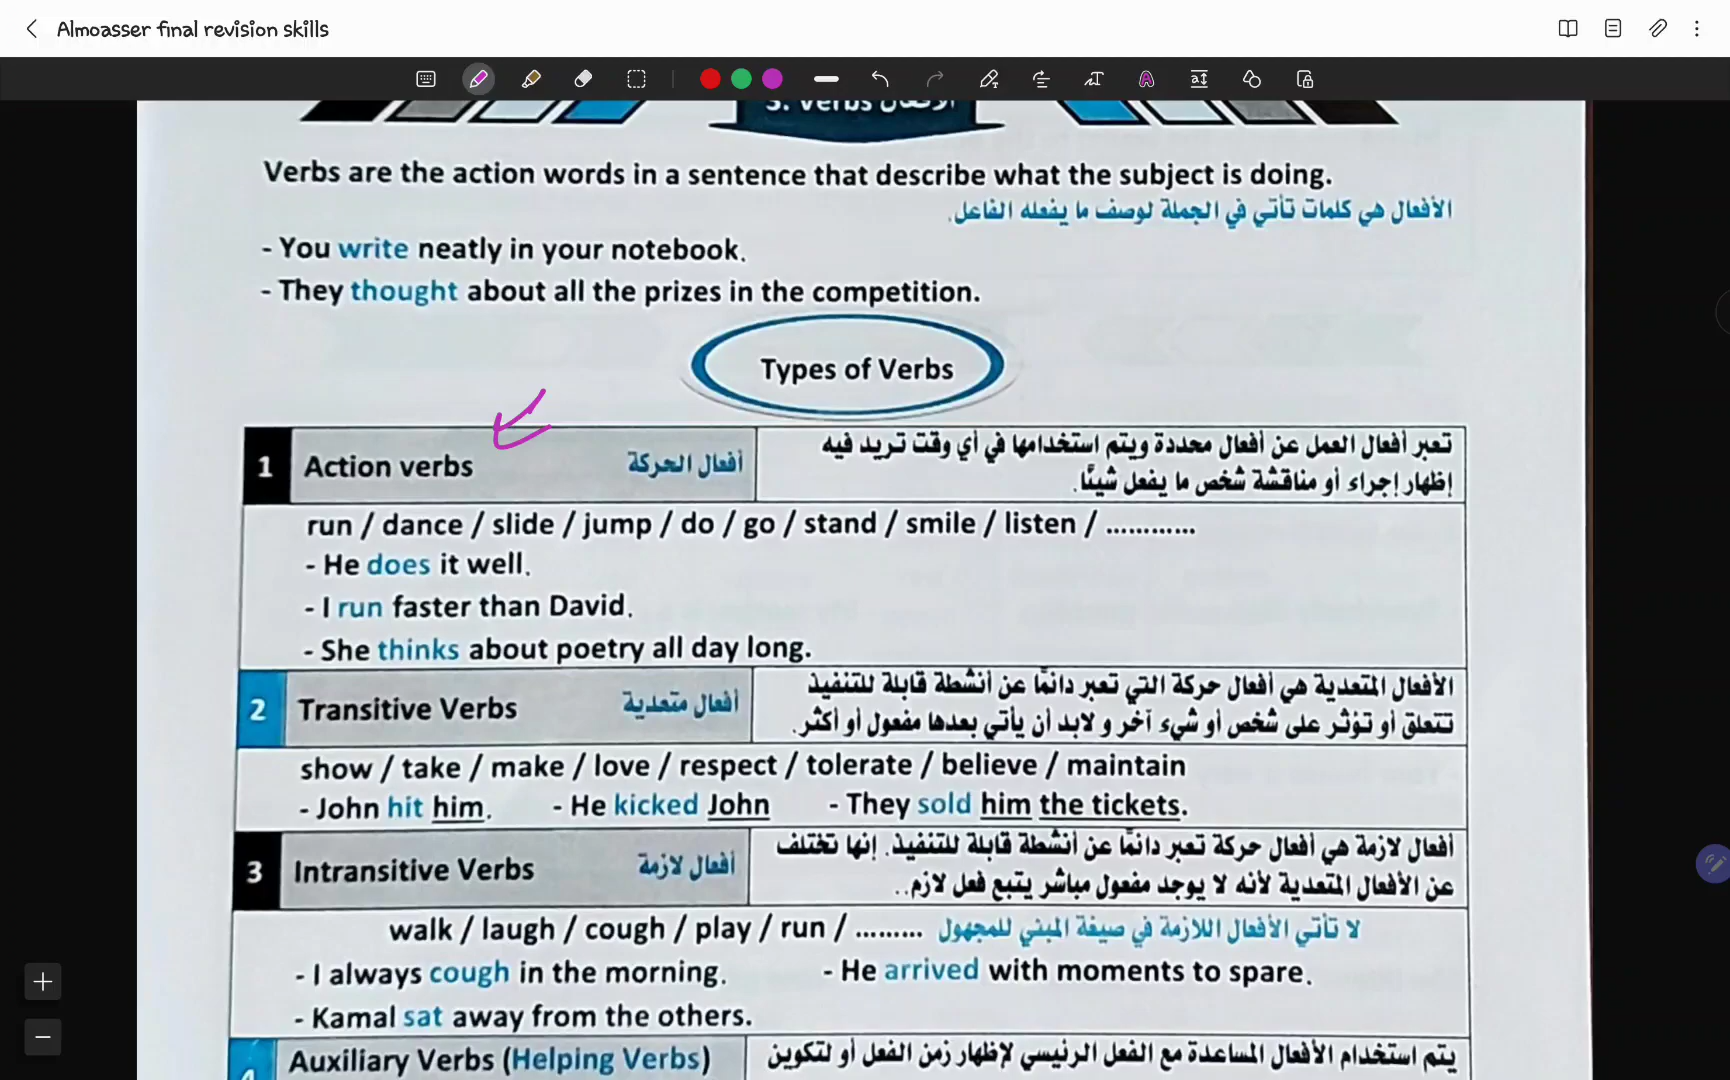 Almoasser final revision skills
3. Verbs الأفعال
Verbs are the action words in a sentence that describe what the subject is doing.
الأفعال هي كلمات تأتي في الجملة لوصف ما يفعله الفاعل.
- You write neatly in your notebook.
- They thought about all the prizes in the competition.
Types of Verbs
1 Action verbs أفعال الحركة
تعبر أفعال العمل عن أفعال محددة ويتم استخدامها في أي وقت تريد فيه
إظهار إجراء أو مناقشة شخص ما يفعل شيئًا.
run / dance / slide / jump / do / go / stand / smile / listen / ............
- He does it well.
- I run faster than David.
- She thinks about poetry all day long.
2 Transitive Verbs أفعال متعدية
الأفعال المتعدية هي أفعال حركة التي تعبر دائمًا عن أنشطة قابلة للتنفيذ
تتعلق أو تؤثر على شخص أو شيء آخر و لابد أن يأتي بعدها مفعول أو أكثر.
show / take / make / love / respect / tolerate / believe / maintain
- John hit him. - He kicked John - They sold him the tickets.
3 Intransitive Verbs أفعال لازمة
أفعال لازمة هي أفعال حركة تعبر دائمًا عن أنشطة قابلة للتنفيذ. إنها تختلف
عن الأفعال المتعدية لأنه لا يوجد مفعول مباشر يتبع فعل لازم..
walk / laugh / cough / play / run / ......... لا تأتي الأفعال اللازمة في صيغة المبني للمجهول
- I always cough in the morning. - He arrived with moments to spare.
- Kamal sat away from the others.
4 Auxiliary Verbs (Helping Verbs)
يتم استخدام الأفعال المساعدة مع الفعل الرئيسي لإظهار زمن الفعل أو لتكوين